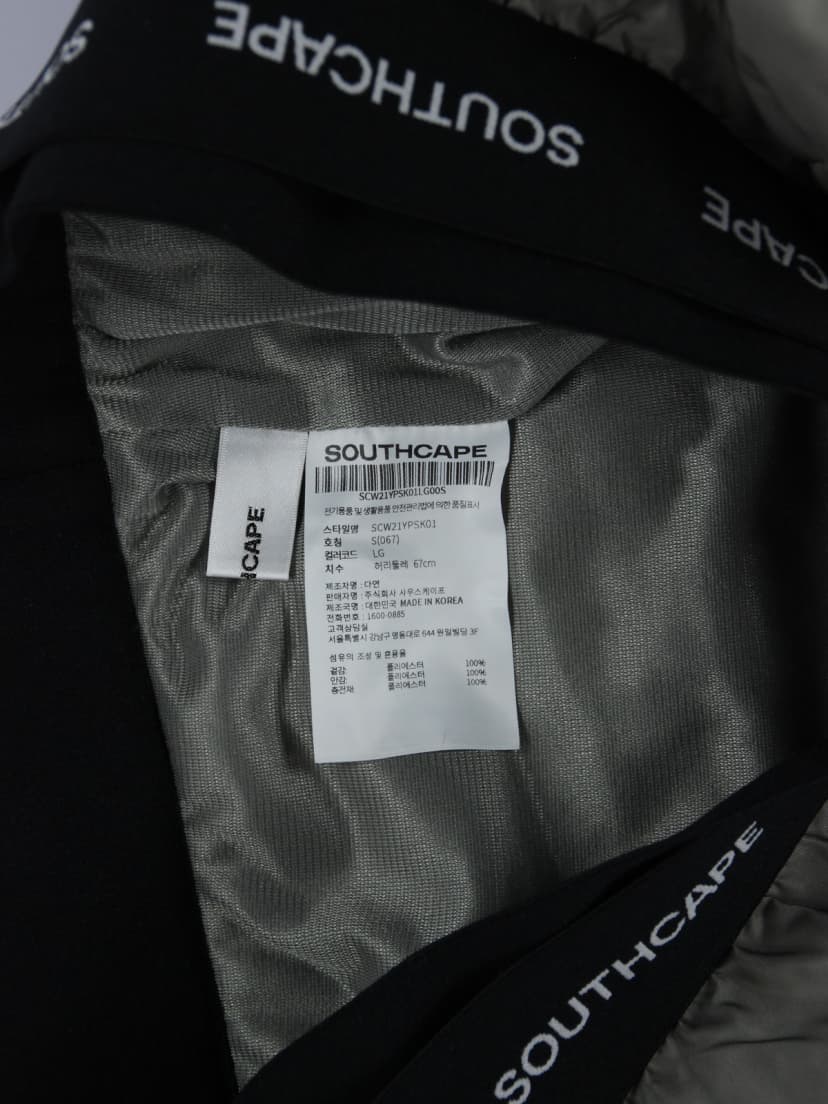 SOUTHCAPE
CAPE
SOUTHCAPE
SCW21YPSK01LG00S
전기용품 및 생활용품 안전관리법에 의한 품질표시
스타일명 SCW21YPSK01
호칭 S(067)
컬러코드 LG
치수 허리둘레 67cm
제조자명 : 다연
판매자명 : 주식회사 사우스케이프
제조국명 : 대한민국 MADE IN KOREA
전화번호 : 1600-0885
고객상담실
서울특별시 강남구 영동대로 644 원일빌딩 3F
섬유의 조성 및 혼용율
겉감: 폴리에스터 100%
안감: 폴리에스터 100%
충전재: 폴리에스터 100%
HCAPE
SOUTHCAPE